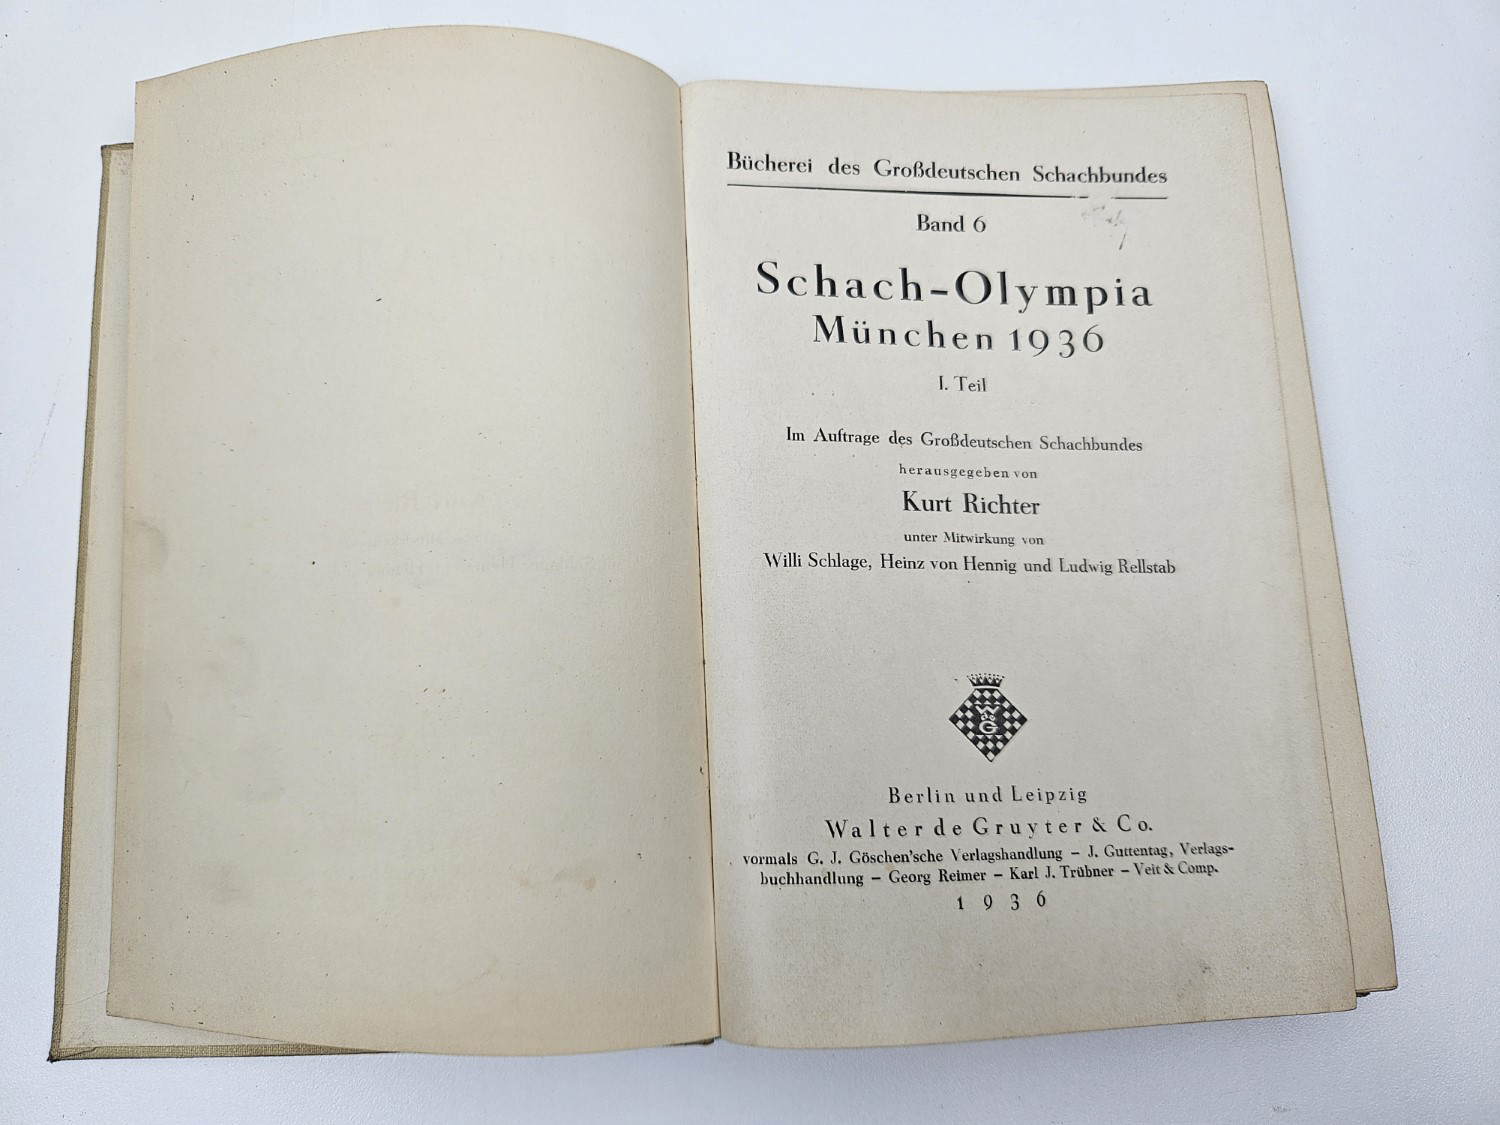 Bücherei des Großdeutschen Schachbundes
Band 6
Schach-Olympia
München 1936
I. Teil
Im Auftrage des Großdeutschen Schachbundes
herausgegeben von
Kurt Richter
unter Mitwirkung von
Willi Schlage, Heinz von Hennig und Ludwig Rellstab
W
de
G
Berlin und Leipzig
Walter de Gruyter & Co.
vormals G. J. Göschen'sche Verlagshandlung – J. Guttentag, Verlags-
buchhandlung – Georg Reimer – Karl J. Trübner – Veit & Comp.
1936